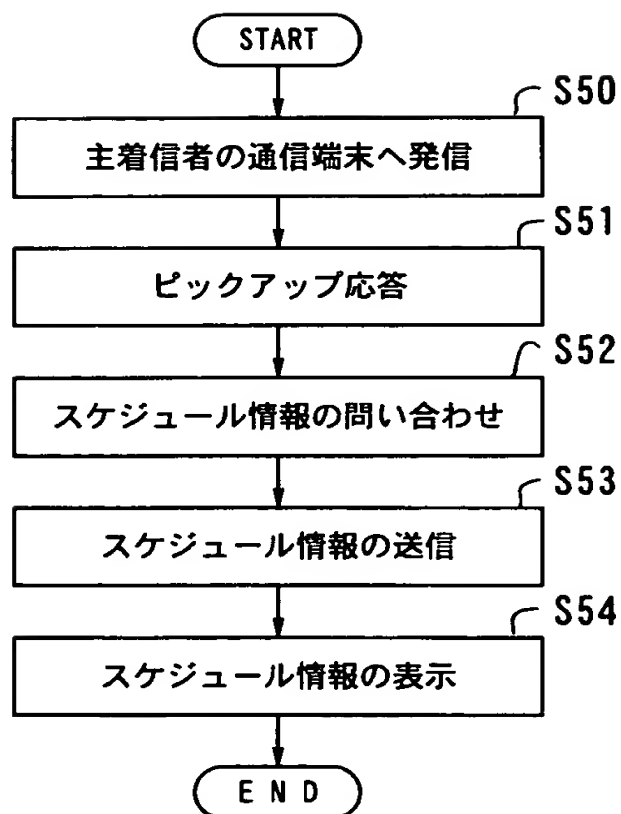 START
S50
主着信者の通信端末へ発信
S51
ピックアップ応答
S52
スケジュール情報の問い合わせ
S53
スケジュール情報の送信
S54
スケジュール情報の表示
END